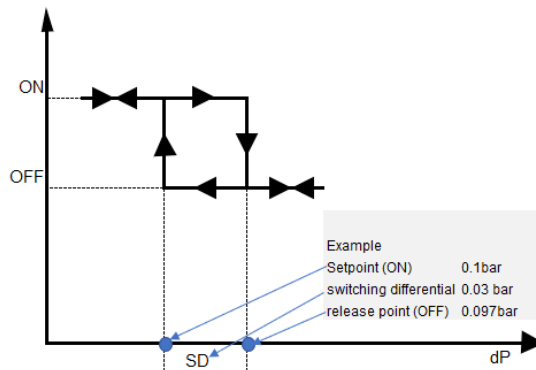 ON
OFF
Example
Setpoint (ON) 0.1bar
switching differential 0.03 bar
release point (OFF) 0.097bar
SD
dP